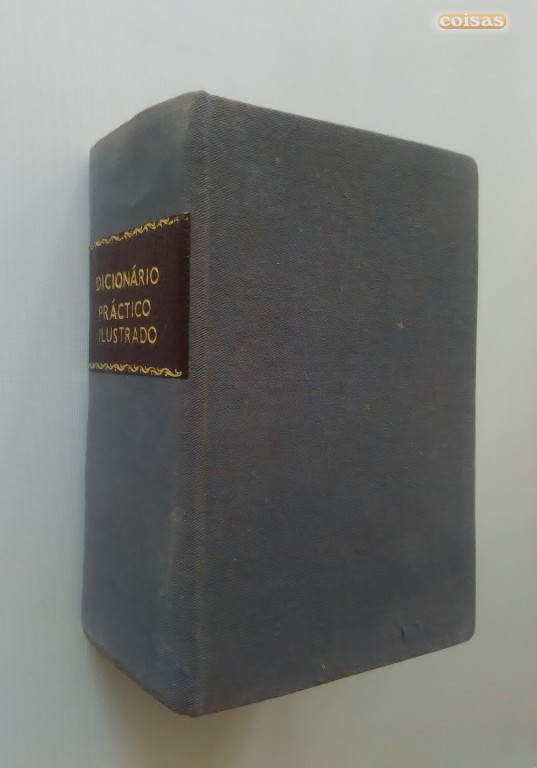 coisas
DICIONÁRIO
PRÁCTICO
ILUSTRADO